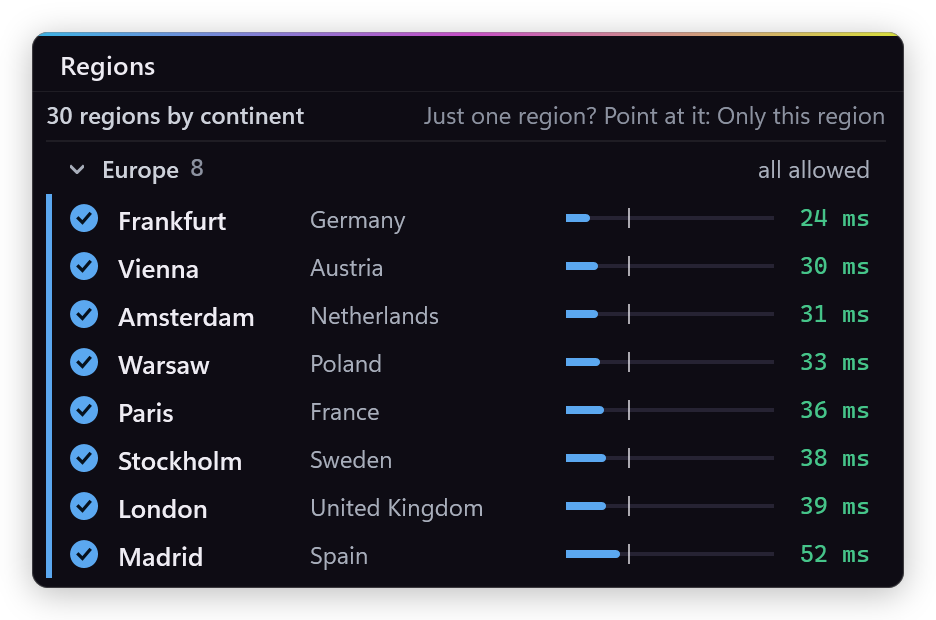 Regions
30 regions by continent Just one region? Point at it: Only this region
Europe 8 all allowed
Frankfurt Germany 24 ms
Vienna Austria 30 ms
Amsterdam Netherlands 31 ms
Warsaw Poland 33 ms
Paris France 36 ms
Stockholm Sweden 38 ms
London United Kingdom 39 ms
Madrid Spain 52 ms